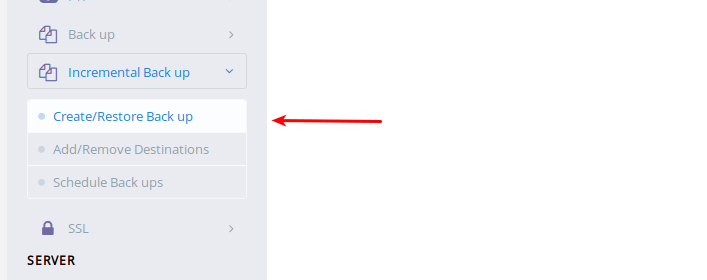 Back up
Incremental Back up
Create/Restore Back up
Add/Remove Destinations
Schedule Back ups
SSL
SERVER